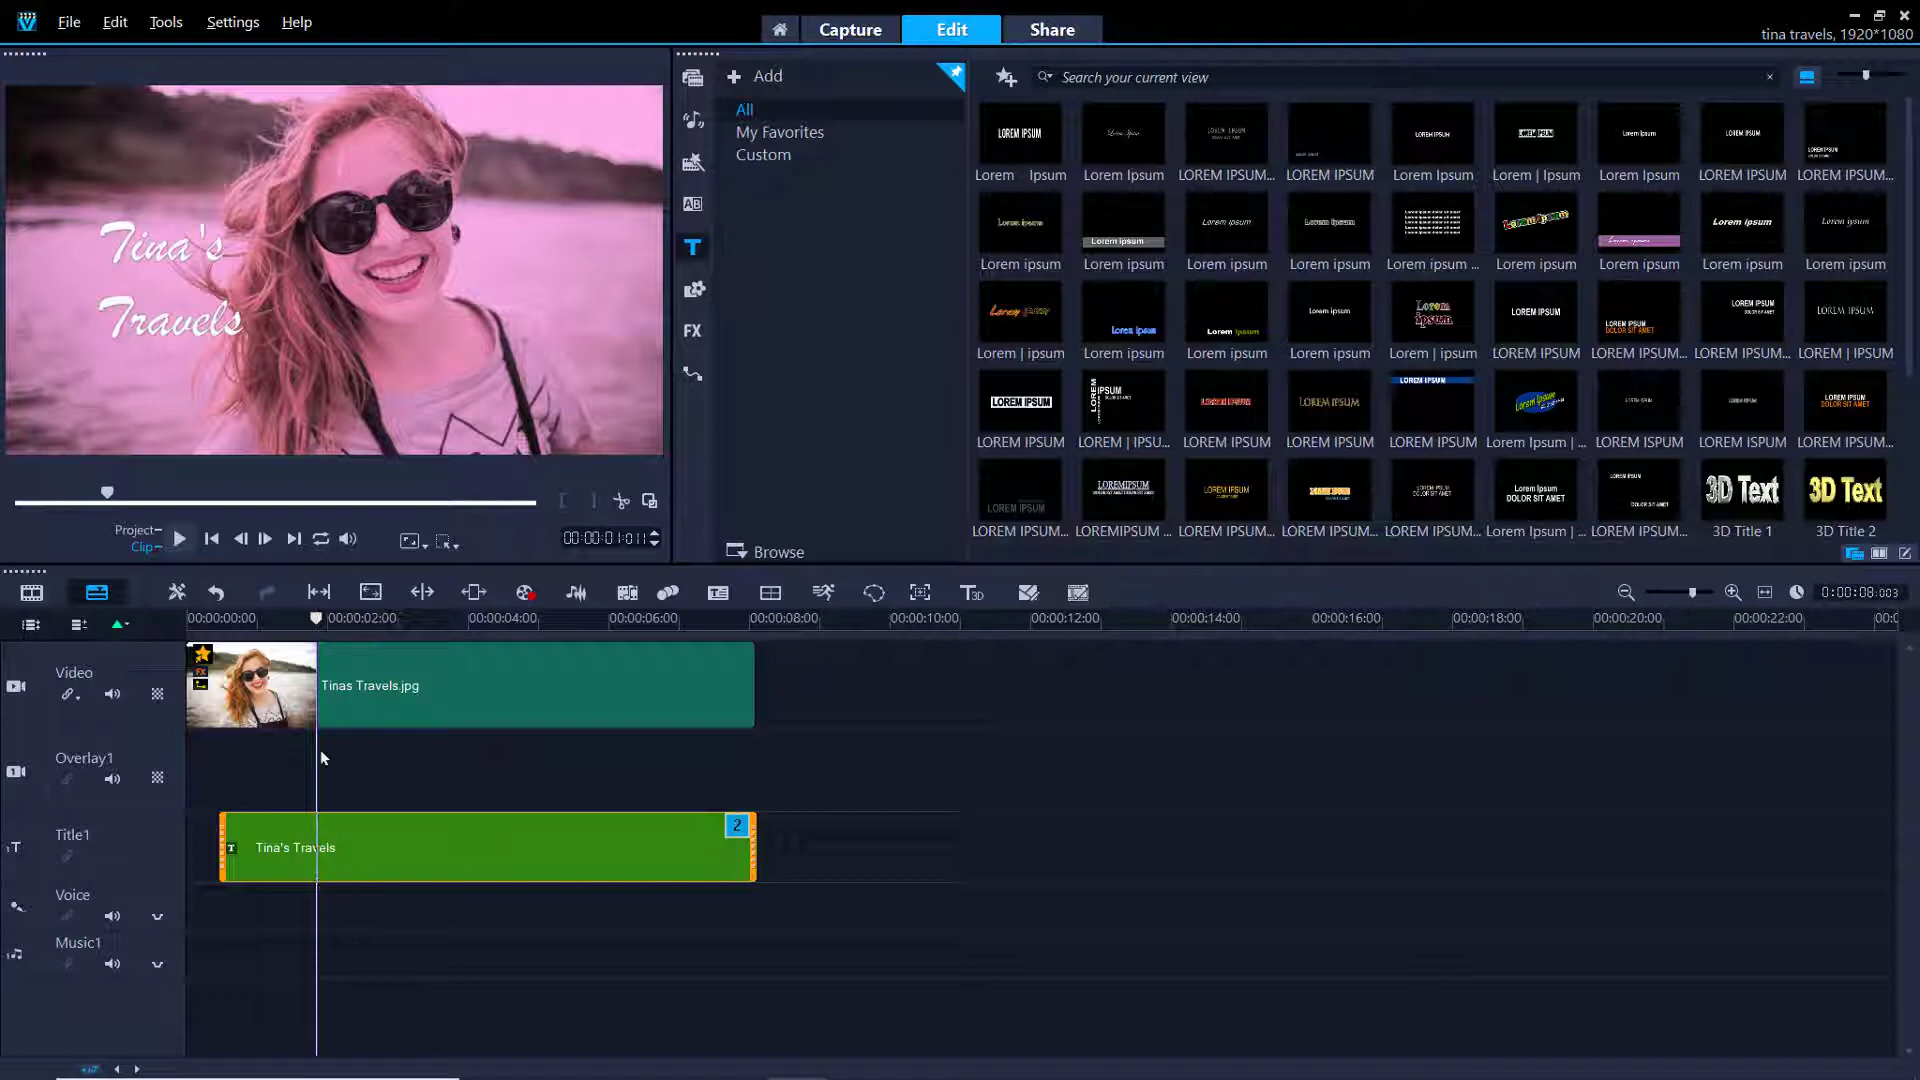 File Edit Tools Settings Help
Capture Edit Share
tina travels, 1920*1080
Tina's
Travels
Add
All
My Favorites
Custom
Browse
Search your current view
Lorem Ipsum Lorem Ipsum LOREM IPSUM... LOREM IPSUM Lorem Ipsum Lorem | Ipsum Lorem Ipsum LOREM IPSUM LOREM IPSUM...
Lorem ipsum Lorem ipsum Lorem ipsum Lorem ipsum Lorem ipsum ... Lorem ipsum Lorem ipsum Lorem ipsum Lorem ipsum
Lorem | ipsum Lorem ipsum Lorem ipsum Lorem ipsum Lorem | ipsum LOREM IPSUM LOREM IPSUM... LOREM IPSUM... LOREM | IPSUM
LOREM IPSUM LOREM | IPSU... LOREM IPSUM LOREM IPSUM LOREM IPSUM Lorem Ipsum | ... LOREM ISPUM LOREM ISPUM LOREM IPSUM...
3D Text 3D Text
LOREM IPSUM... LOREMIPSUM ... LOREM IPSUM... LOREM IPSUM... LOREM IPSUM... Lorem Ipsum | ... LOREM IPSUM... 3D Title 1 3D Title 2
AB
T
FX
Project
Clip
00:00:01:011
0:00:08:003
00:00:00:00 00:00:02:00 00:00:04:00 00:00:06:00 00:00:08:00 00:00:10:00 00:00:12:00 00:00:14:00 00:00:16:00 00:00:18:00 00:00:20:00 00:00:22:00
Video
Tinas Travels.jpg
Overlay1
Title1
Tina's Travels
2
Voice
Music1